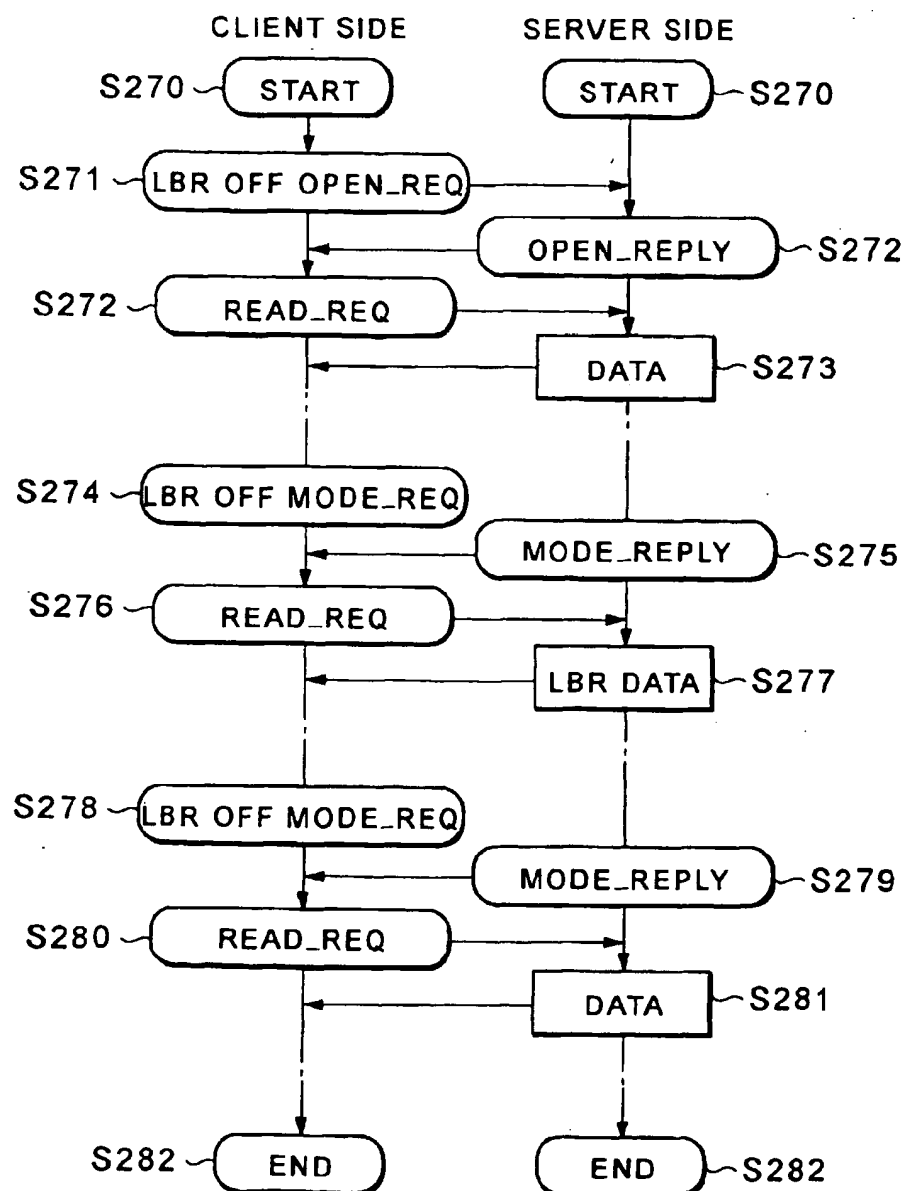 CLIENT SIDE SERVER SIDE
S270 START START S270
S271 LBR OFF OPEN_REQ
OPEN_REPLY S272
S272 READ_REQ
DATA S273
S274 LBR OFF MODE_REQ
MODE_REPLY S275
S276 READ_REQ
LBR DATA S277
S278 LBR OFF MODE_REQ
MODE_REPLY S279
S280 READ_REQ
DATA S281
S282 END END S282